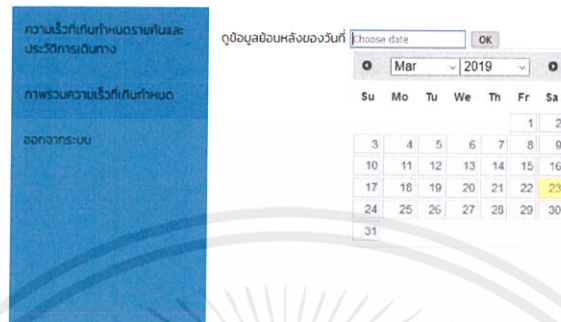 ความเร็วที่เกินกำหนดรายคันและ
ประวัติการเดินทาง
ภาพรวมความเร็วที่เกินกำหนด
ออกจากระบบ
ดูข้อมูลย้อนหลังของวันที่ Choose date OK
Mar 2019
Su Mo Tu We Th Fr Sa
1 2
3 4 5 6 7 8 9
10 11 12 13 14 15 16
17 18 19 20 21 22 23
24 25 26 27 28 29 30
31